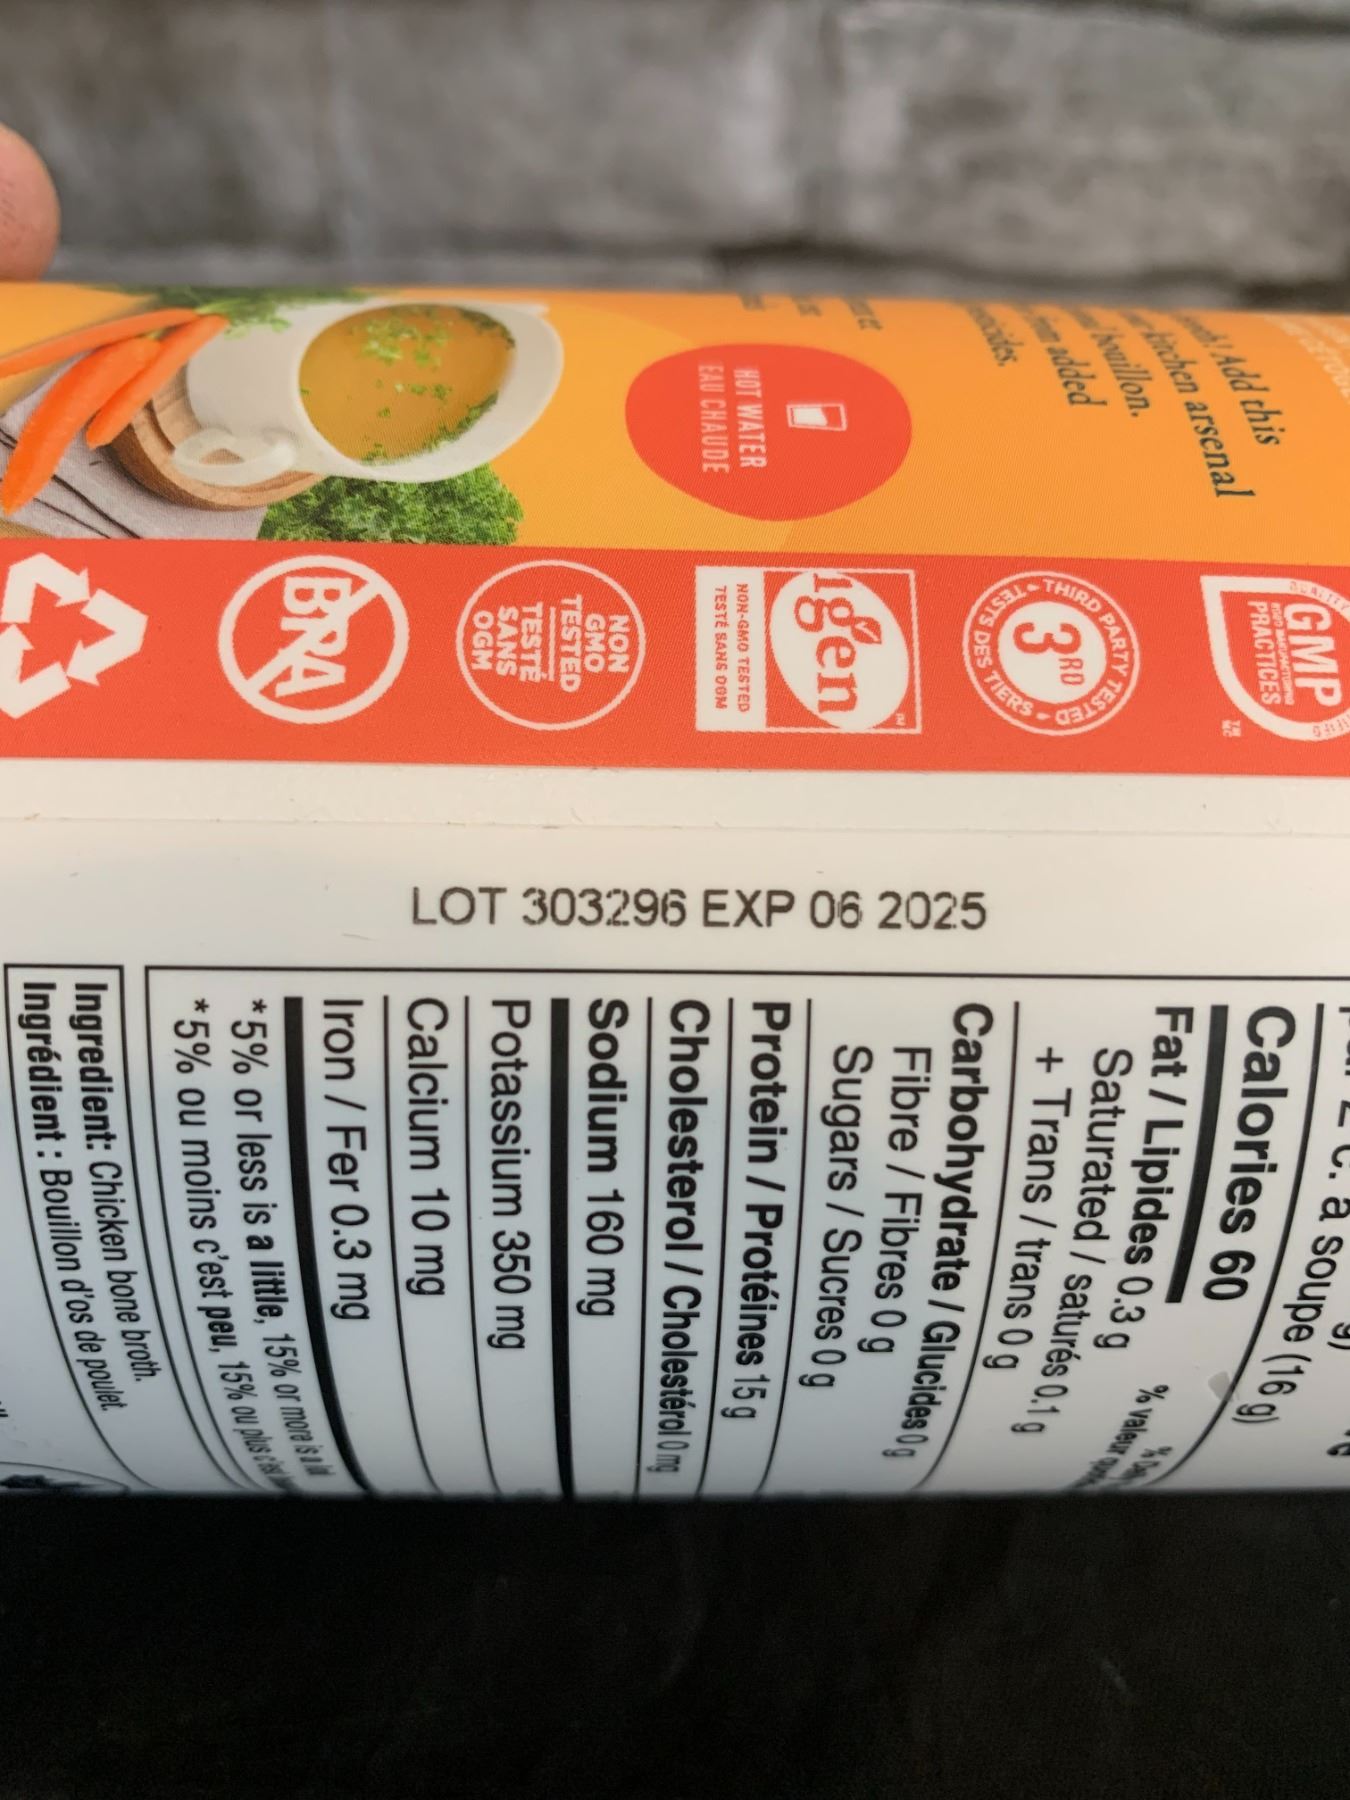 Add this
kitchen arsenal
bouillon.
from added
HOT WATER
EAU CHAUDE
GMP
PRACTICES
THIRD PARTY TESTED
3RD
TESTS DES TIERS
igen
NON-GMO TESTED
TESTÉ SANS OGM
NON
GMO
TESTED
TESTÉ
SANS
OGM
BPA
LOT 303296 EXP 06 2025
à soupe (16 g)
Calories 60
% valeur
Fat / Lipides 0.3 g
Saturated / saturés 0.1 g
+ Trans / trans 0 g
Carbohydrate / Glucides 0 g
Fibre / Fibres 0 g
Sugars / Sucres 0 g
Protein / Protéines 15 g
Cholesterol / Cholestérol 0 mg
Sodium 160 mg
Potassium 350 mg
Calcium 10 mg
Iron / Fer 0.3 mg
*5% or less is a little, 15% or more is a lot
*5% ou moins c'est peu, 15% ou plus c'est
Ingredient: Chicken bone broth.
Ingrédient : Bouillon d'os de poulet.